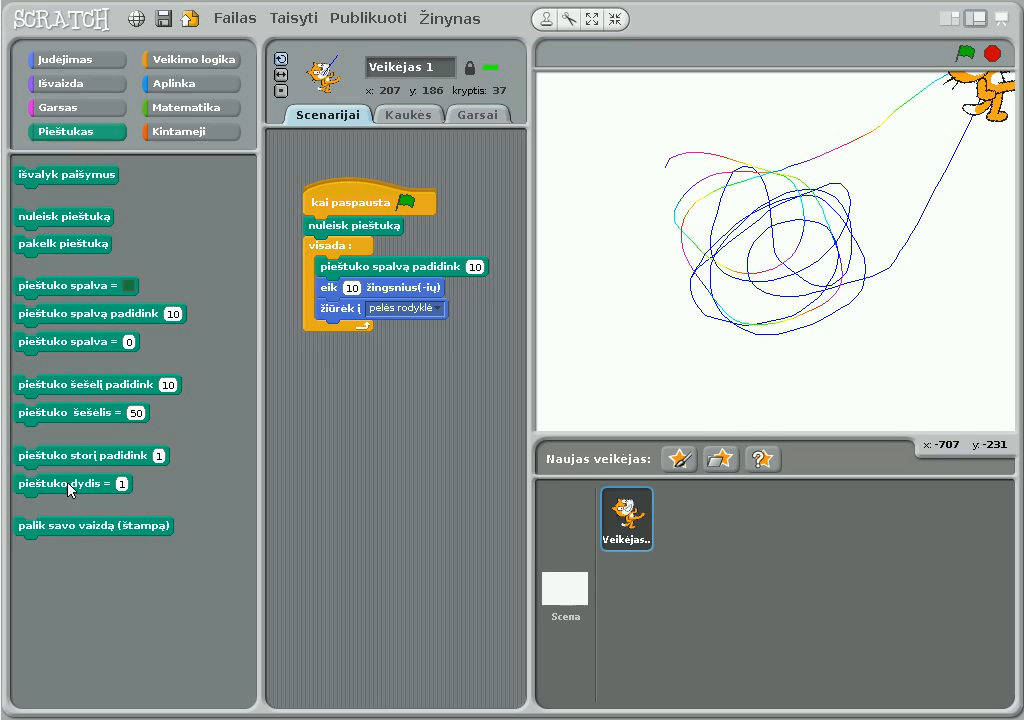 SCRATCH Failas Taisyti Publikuoti Žinynas
Judėjimas Veikimo logika
Išvaizda Aplinka
Garsas Matematika
Pieštukas Kintameji
išvalyk paišymus
nuleisk pieštuką
pakelk pieštuką
pieštuko spalva =
pieštuko spalvą padidink 10
pieštuko spalva = 0
pieštuko šešėlį padidink 10
pieštuko šešėlis = 50
pieštuko storį padidink 1
pieštuko dydis = 1
palik savo vaizdą (štampą)
Veikėjas 1
x: 207 y: 186 kryptis: 37
Scenarijai Kaukės Garsai
kai paspausta
nuleisk pieštuką
visada :
pieštuko spalvą padidink 10
eik 10 žingsnius(-ių)
žiūrėk į pelės rodyklė
x: -707 y: -231
Naujas veikėjas:
Veikėjas..
Scena